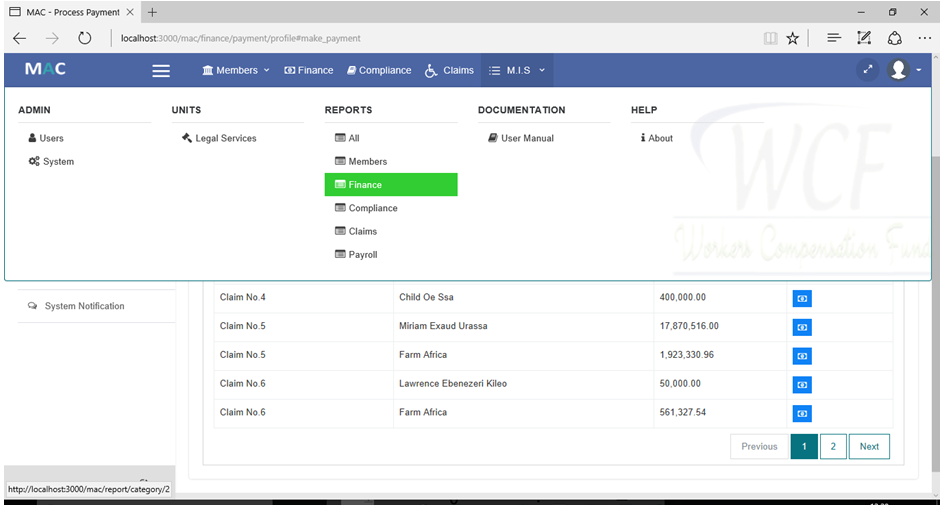 MAC - Process Payment
localhost:3000/mac/finance/payment/profile#make_payment
MAC Members Finance Compliance Claims M.I.S
ADMIN UNITS REPORTS DOCUMENTATION HELP
Users Legal Services All User Manual About
System Members
Finance
Compliance
Claims
Payroll
WCF
Workers Compensation Fund
System Notification
Claim No.4 Child Oe Ssa 400,000.00
Claim No.5 Miriam Exaud Urassa 17,870,516.00
Claim No.5 Farm Africa 1,923,330.96
Claim No.6 Lawrence Ebenezeri Kileo 50,000.00
Claim No.6 Farm Africa 561,327.54
Previous 1 2 Next
http://localhost:3000/mac/report/category/2